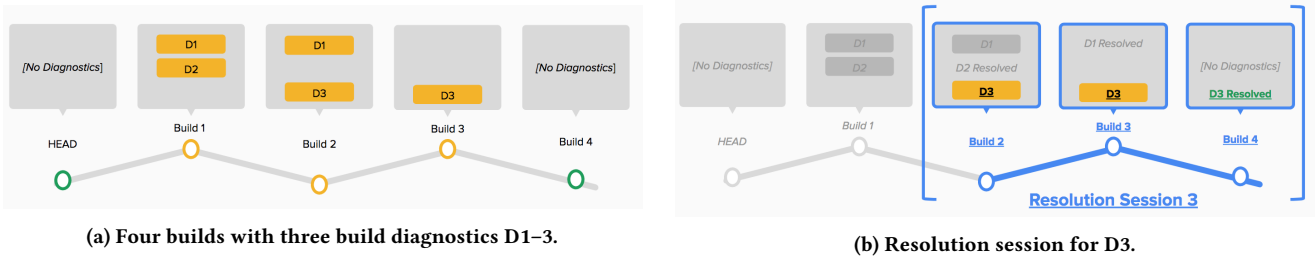 [No Diagnostics]
D1
D2
D1
D3
D3
[No Diagnostics]
HEAD
Build 1
Build 2
Build 3
Build 4
(a) Four builds with three build diagnostics D1–3.
[No Diagnostics]
D1
D2
D1
D2 Resolved
D3
D1 Resolved
D3
[No Diagnostics]
D3 Resolved
HEAD
Build 1
Build 2
Build 3
Build 4
Resolution Session 3
(b) Resolution session for D3.